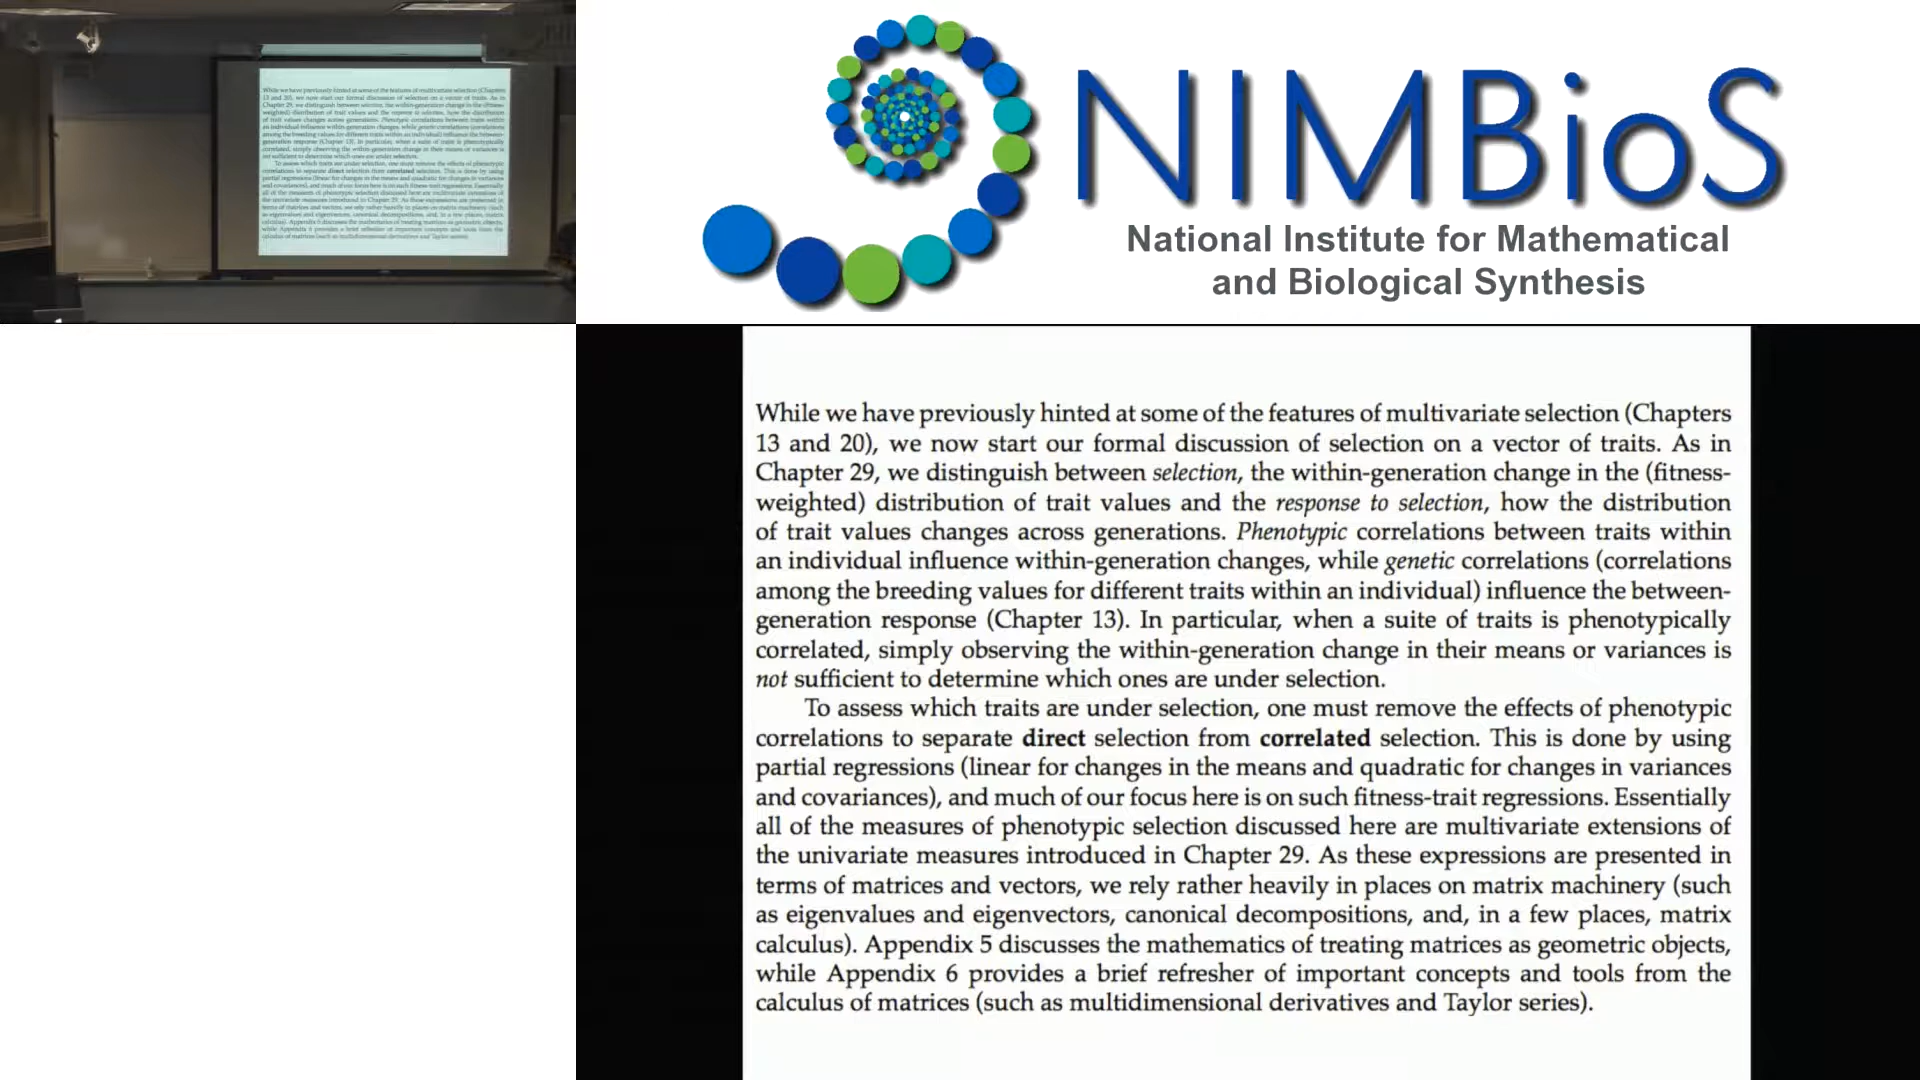 NIMBioS
National Institute for Mathematical
and Biological Synthesis
While we have previously hinted at some of the features of multivariate selection (Chapters
13 and 20), we now start our formal discussion of selection on a vector of traits. As in
Chapter 29, we distinguish between selection, the within-generation change in the (fitness-
weighted) distribution of trait values and the response to selection, how the distribution
of trait values changes across generations. Phenotypic correlations between traits within
an individual influence within-generation changes, while genetic correlations (correlations
among the breeding values for different traits within an individual) influence the between-
generation response (Chapter 13). In particular, when a suite of traits is phenotypically
correlated, simply observing the within-generation change in their means or variances is
not sufficient to determine which ones are under selection.
To assess which traits are under selection, one must remove the effects of phenotypic
correlations to separate direct selection from correlated selection. This is done by using
partial regressions (linear for changes in the means and quadratic for changes in variances
and covariances), and much of our focus here is on such fitness-trait regressions. Essentially
all of the measures of phenotypic selection discussed here are multivariate extensions of
the univariate measures introduced in Chapter 29. As these expressions are presented in
terms of matrices and vectors, we rely rather heavily in places on matrix machinery (such
as eigenvalues and eigenvectors, canonical decompositions, and, in a few places, matrix
calculus). Appendix 5 discusses the mathematics of treating matrices as geometric objects,
while Appendix 6 provides a brief refresher of important concepts and tools from the
calculus of matrices (such as multidimensional derivatives and Taylor series).